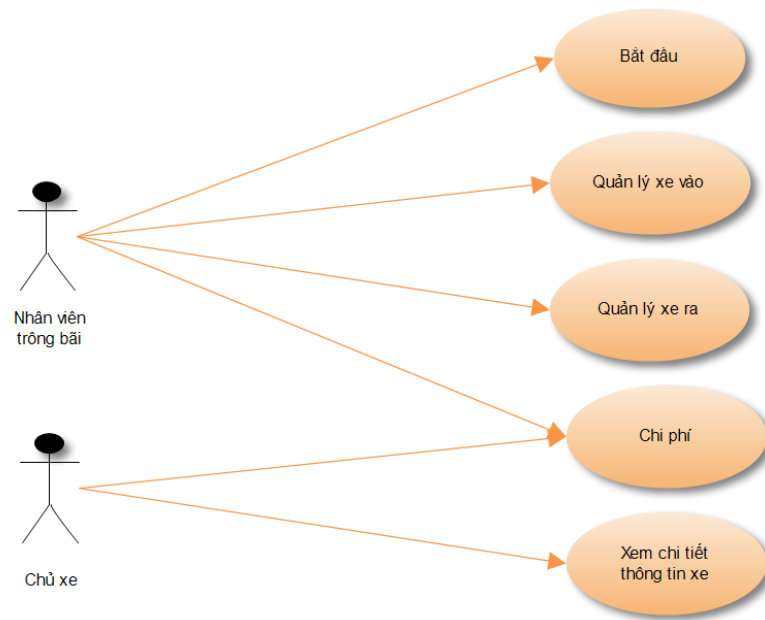 Bắt đầu
Quản lý xe vào
Nhân viên
trông bãi
Quản lý xe ra
Chi phí
Chủ xe
Xem chi tiết
thông tin xe